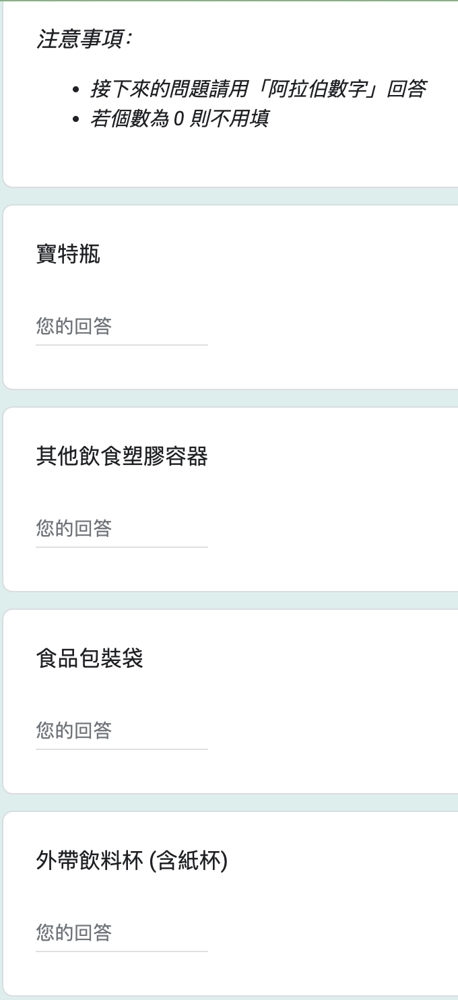 注意事項：
• 接下來的問題請用「阿拉伯數字」回答
• 若個數為 0 則不用填
寶特瓶
您的回答
其他飲食塑膠容器
您的回答
食品包裝袋
您的回答
外帶飲料杯 (含紙杯)
您的回答